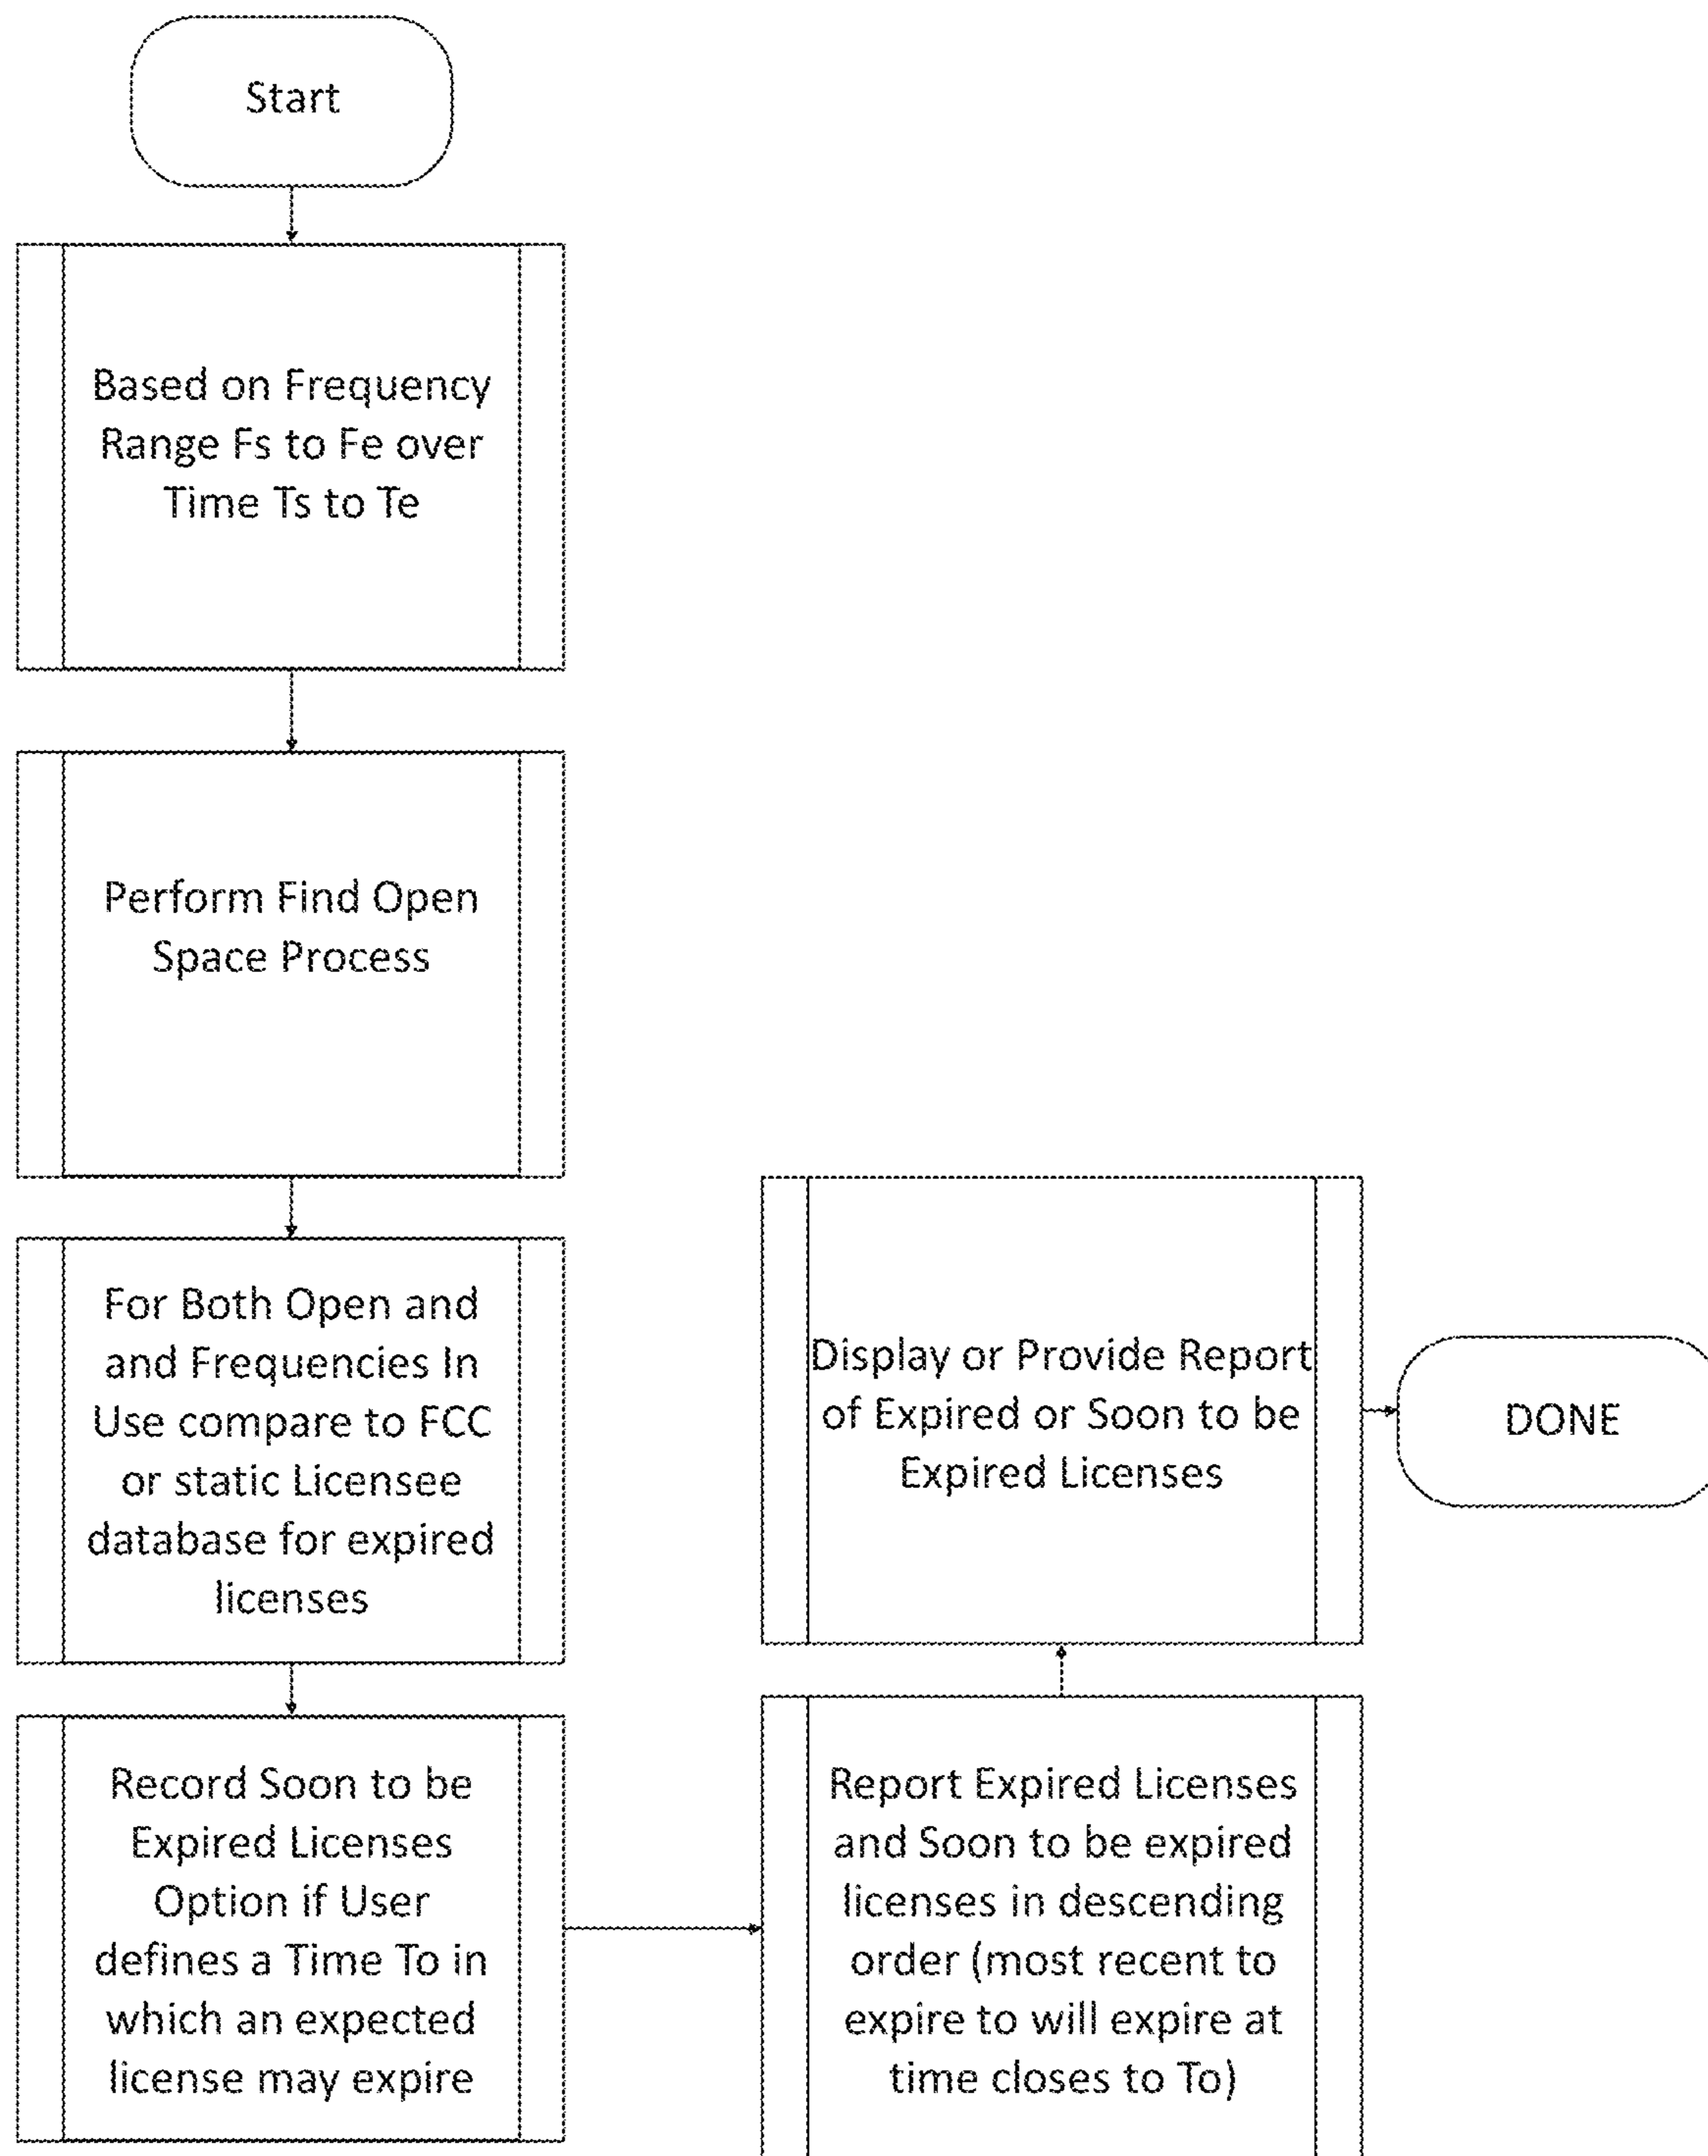 Start
Based on Frequency
Range Fs to Fe over
Time Ts to Te
Perform Find Open
Space Process
For Both Open and
and Frequencies In
Use compare to FCC
or static Licensee
database for expired
licenses
Record Soon to be
Expired Licenses
Option if User
defines a Time To in
which an expected
license may expire
Report Expired Licenses
and Soon to be expired
licenses in descending
order (most recent to
expire to will expire at
time closes to To)
Display or Provide Report
of Expired or Soon to be
Expired Licenses
DONE